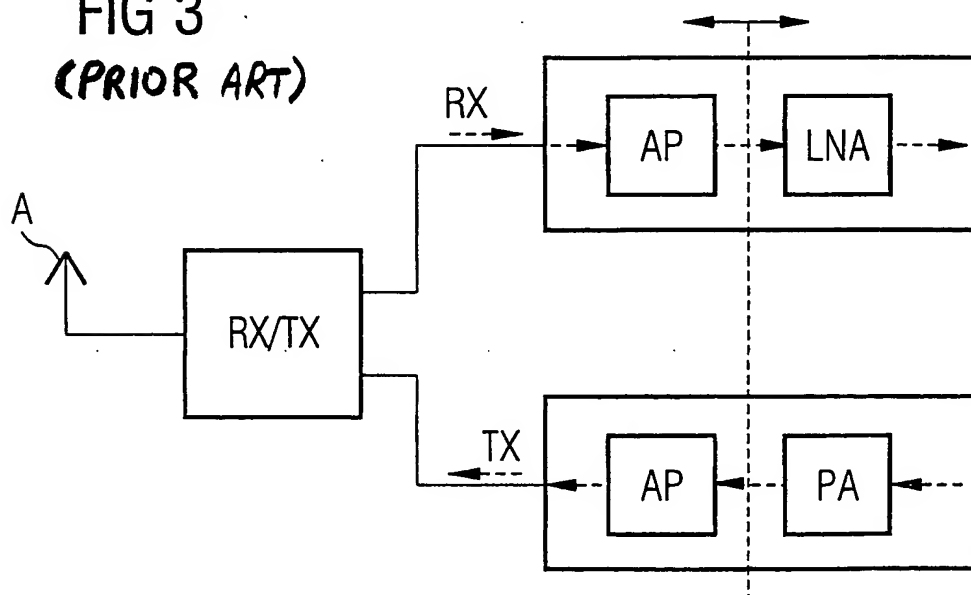 FIG 3
(PRIOR ART)
RX
AP
LNA
A
RX/TX
TX
AP
PA